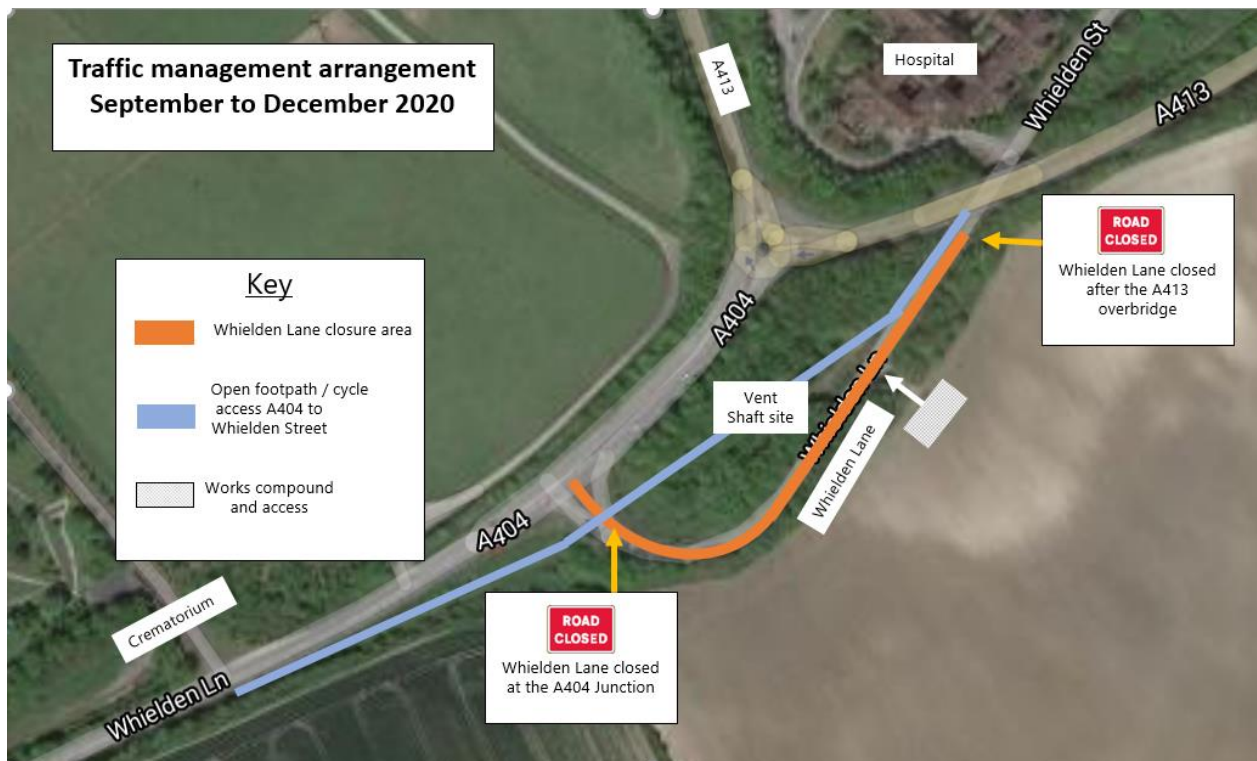 Traffic management arrangement
September to December 2020
A413
Hospital
Whielden St
A413
ROAD
CLOSED
Whielden Lane closed
after the A413
overbridge
Key
Whielden Lane closure area
Open footpath / cycle
access A404 to
Whielden Street
Works compound
and access
A404
Vent
Shaft site
Whielden Ln
Whielden Lane
A404
Crematorium
Whielden Ln
ROAD
CLOSED
Whielden Lane closed
at the A404 Junction